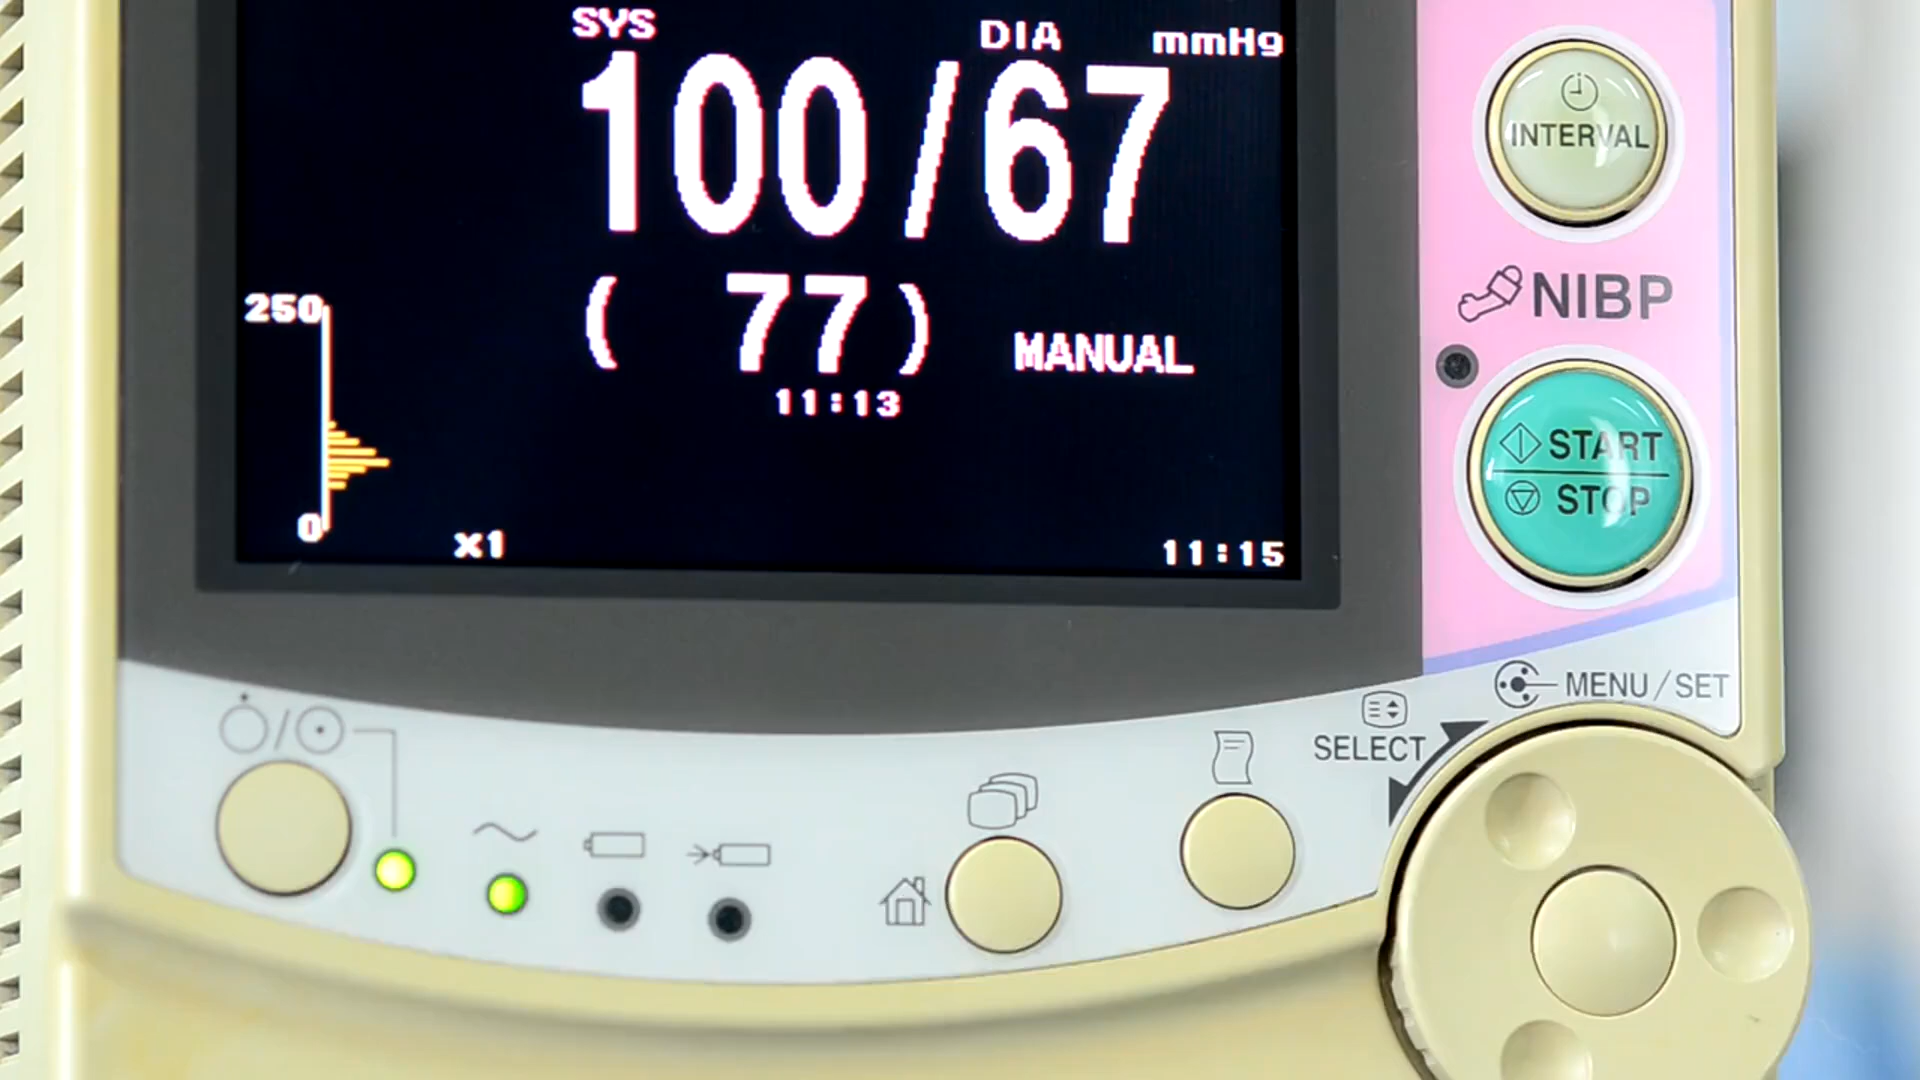 SYS DIA mmHg
100/67
( 77)
MANUAL
11:13
250
0
x1
11:15
INTERVAL
NIBP
START
STOP
MENU/SET
SELECT